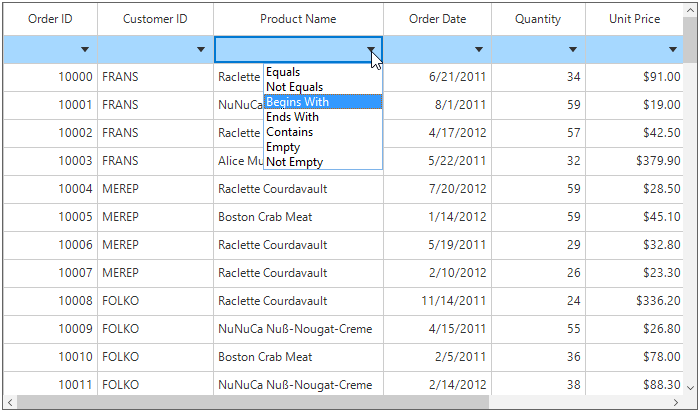 Order ID Customer ID Product Name Order Date Quantity Unit Price
10000 FRANS Raclette 6/21/2011 34 $91.00
10001 FRANS NuNuCa 8/1/2011 59 $19.00
10002 FRANS Raclette 4/17/2012 57 $42.50
10003 FRANS Alice Mu 5/22/2011 32 $379.90
Equals
Not Equals
Begins With
Ends With
Contains
Empty
Not Empty
10004 MEREP Raclette Courdavault 7/20/2012 59 $28.50
10005 MEREP Boston Crab Meat 1/14/2012 59 $45.10
10006 MEREP Raclette Courdavault 5/19/2011 29 $32.80
10007 MEREP Raclette Courdavault 2/10/2012 26 $23.30
10008 FOLKO Raclette Courdavault 11/14/2011 24 $336.20
10009 FOLKO NuNuCa Nuß-Nougat-Creme 4/15/2011 55 $26.80
10010 FOLKO Boston Crab Meat 2/5/2011 36 $78.00
10011 FOLKO NuNuCa Nuß-Nougat-Creme 2/14/2012 38 $88.30